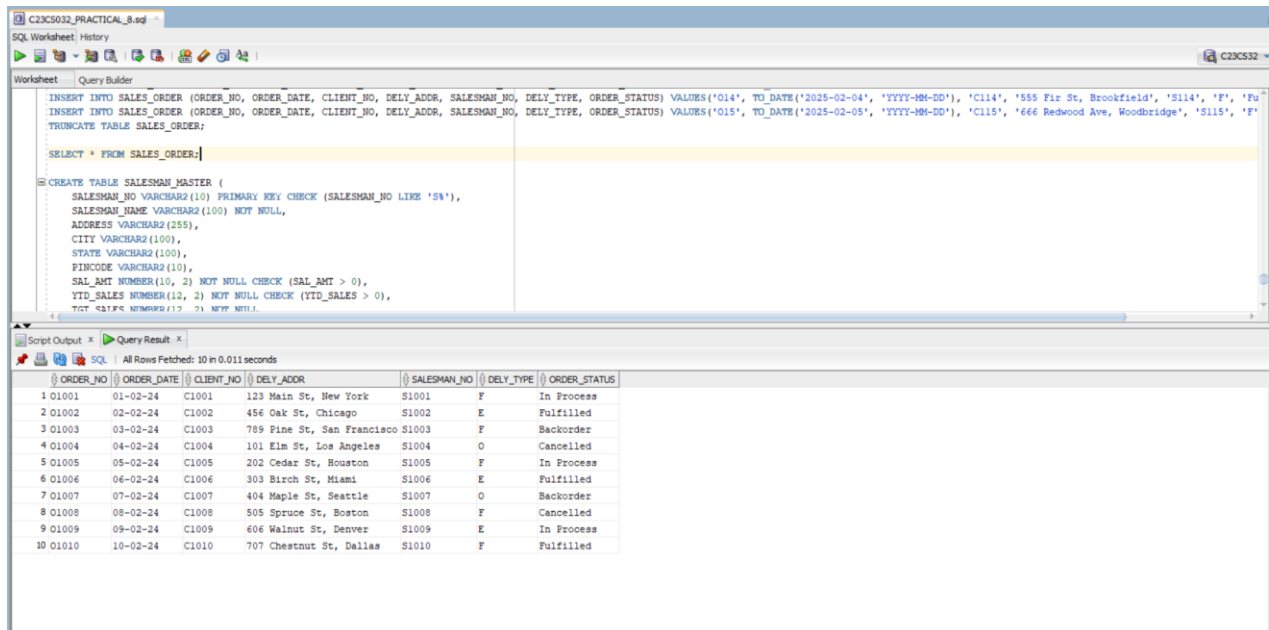 C23CS032_PRACTICAL_8.sql
SQL Worksheet History
C23CS32
Worksheet Query Builder
INSERT INTO SALES_ORDER (ORDER_NO, ORDER_DATE, CLIENT_NO, DELY_ADDR, SALESMAN_NO, DELY_TYPE, ORDER_STATUS) VALUES('O14', TO_DATE('2025-02-04', 'YYYY-MM-DD'), 'C114', '555 Fir St, Brookfield', 'S114', 'F', 'Fu
INSERT INTO SALES_ORDER (ORDER_NO, ORDER_DATE, CLIENT_NO, DELY_ADDR, SALESMAN_NO, DELY_TYPE, ORDER_STATUS) VALUES('O15', TO_DATE('2025-02-05', 'YYYY-MM-DD'), 'C115', '666 Redwood Ave, Woodbridge', 'S115', 'F'
TRUNCATE TABLE SALES_ORDER;
SELECT * FROM SALES_ORDER;
CREATE TABLE SALESMAN_MASTER (
SALESMAN_NO VARCHAR2(10) PRIMARY KEY CHECK (SALESMAN_NO LIKE 'S%'),
SALESMAN_NAME VARCHAR2(100) NOT NULL,
ADDRESS VARCHAR2(255),
CITY VARCHAR2(100),
STATE VARCHAR2(100),
PINCODE VARCHAR2(10),
SAL_AMT NUMBER(10, 2) NOT NULL CHECK (SAL_AMT > 0),
YTD_SALES NUMBER(12, 2) NOT NULL CHECK (YTD_SALES > 0),
TGT_SALES NUMBER(12, 2) NOT NULL
Script Output x Query Result x
SQL | All Rows Fetched: 10 in 0.011 seconds
ORDER_NO ORDER_DATE CLIENT_NO DELY_ADDR SALESMAN_NO DELY_TYPE ORDER_STATUS
1 O1001 01-02-24 C1001 123 Main St, New York S1001 F In Process
2 O1002 02-02-24 C1002 456 Oak St, Chicago S1002 E Fulfilled
3 O1003 03-02-24 C1003 789 Pine St, San Francisco S1003 F Backorder
4 O1004 04-02-24 C1004 101 Elm St, Los Angeles S1004 O Cancelled
5 O1005 05-02-24 C1005 202 Cedar St, Houston S1005 F In Process
6 O1006 06-02-24 C1006 303 Birch St, Miami S1006 E Fulfilled
7 O1007 07-02-24 C1007 404 Maple St, Seattle S1007 O Backorder
8 O1008 08-02-24 C1008 505 Spruce St, Boston S1008 F Cancelled
9 O1009 09-02-24 C1009 606 Walnut St, Denver S1009 E In Process
10 O1010 10-02-24 C1010 707 Chestnut St, Dallas S1010 F Fulfilled